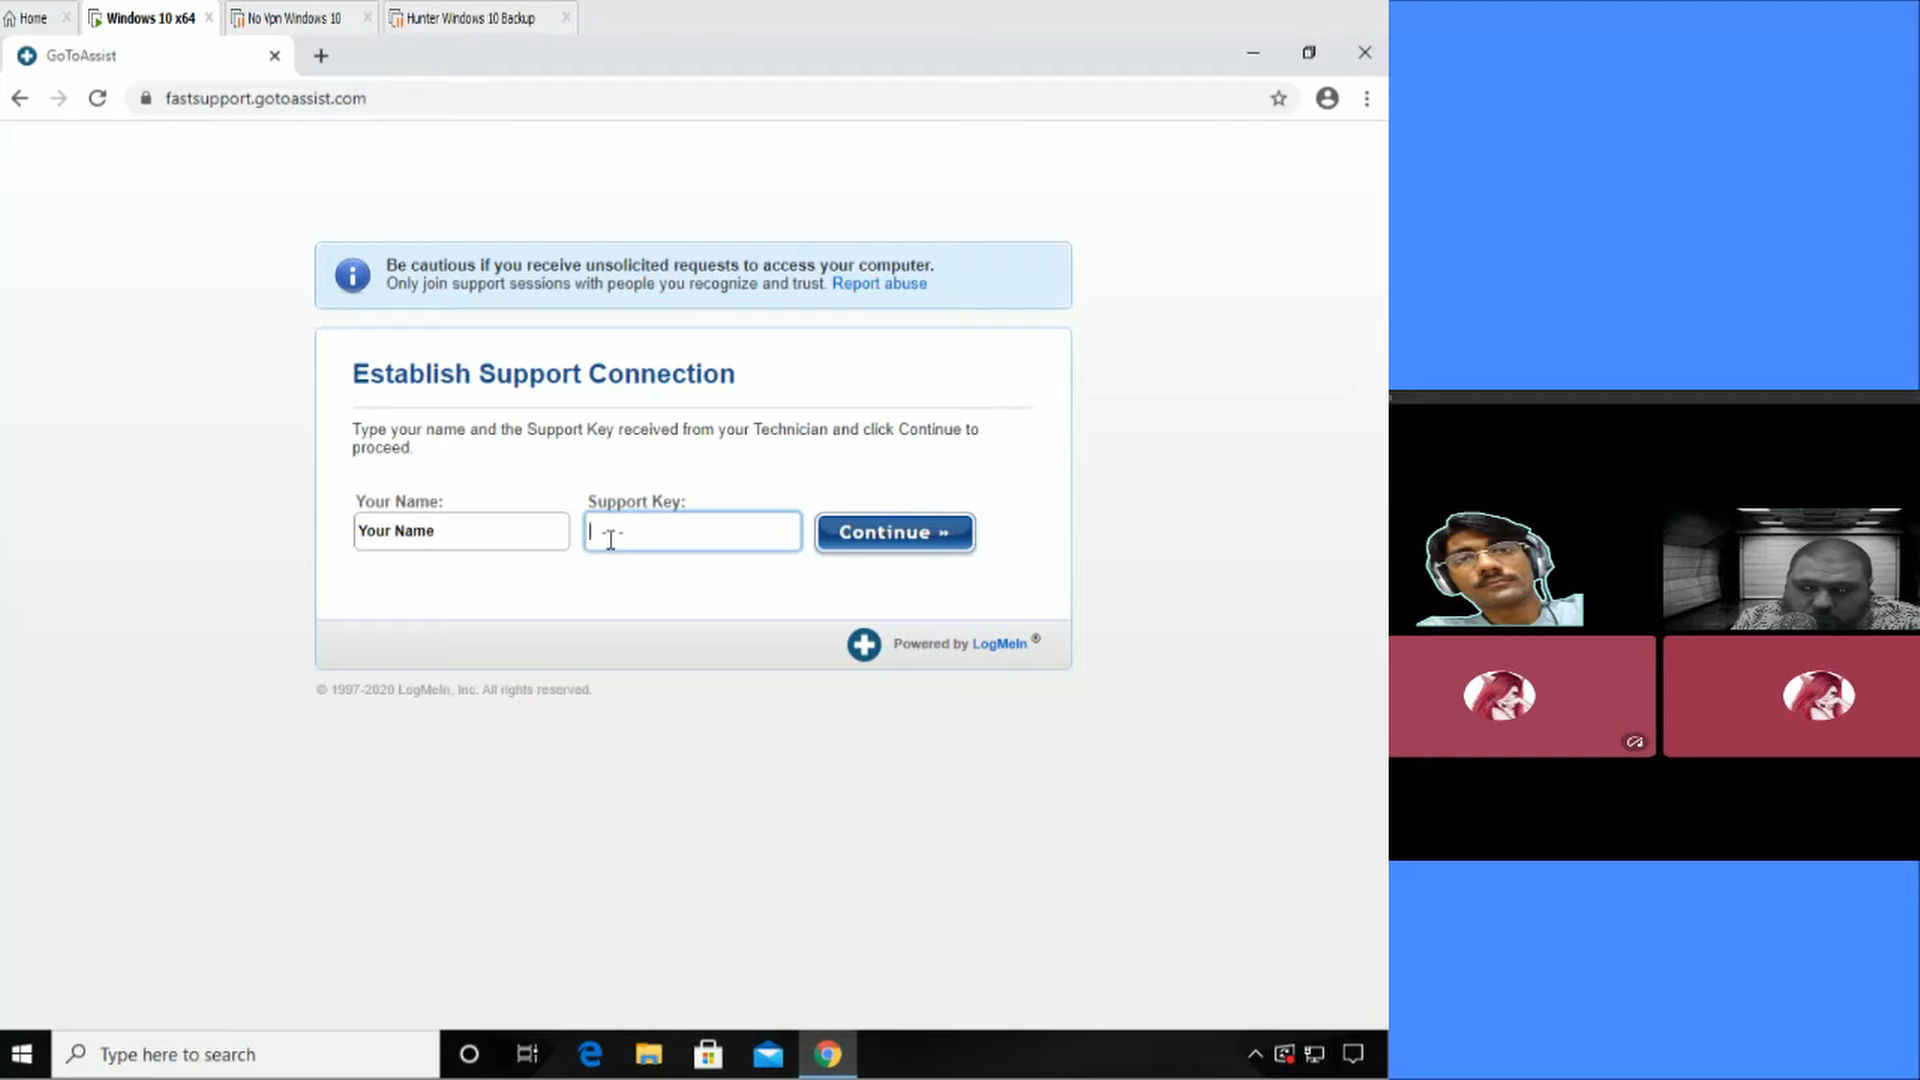 Home
Windows 10 x64
No Vpn Windows 10
Hunter Windows 10 Backup
GoToAssist
fastsupport.gotoassist.com
Be cautious if you receive unsolicited requests to access your computer.
Only join support sessions with people you recognize and trust. Report abuse
Establish Support Connection
Type your name and the Support Key received from your Technician and click Continue to
proceed.
Your Name:
Support Key:
Your Name
- -
Continue »
Powered by LogMeIn ®
© 1997-2020 LogMeIn, Inc. All rights reserved.
Type here to search